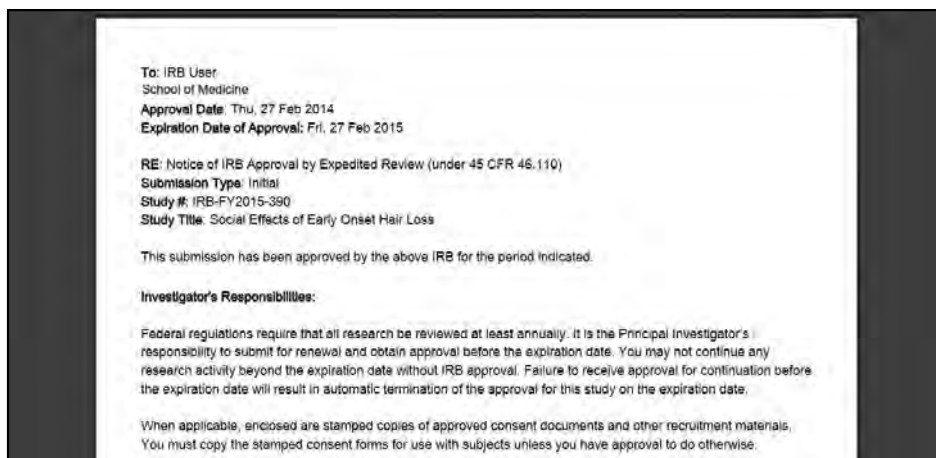 To: IRB User
School of Medicine
Approval Date: Thu, 27 Feb 2014
Expiration Date of Approval: Fri, 27 Feb 2015
RE: Notice of IRB Approval by Expedited Review (under 45 CFR 46.110)
Submission Type: Initial
Study #: IRB-FY2015-390
Study Title: Social Effects of Early Onset Hair Loss
This submission has been approved by the above IRB for the period indicated.
Investigator's Responsibilities:
Federal regulations require that all research be reviewed at least annually. It is the Principal Investigator's
responsibility to submit for renewal and obtain approval before the expiration date. You may not continue any
research activity beyond the expiration date without IRB approval. Failure to receive approval for continuation before
the expiration date will result in automatic termination of the approval for this study on the expiration date.
When applicable, enclosed are stamped copies of approved consent documents and other recruitment materials.
You must copy the stamped consent forms for use with subjects unless you have approval to do otherwise.